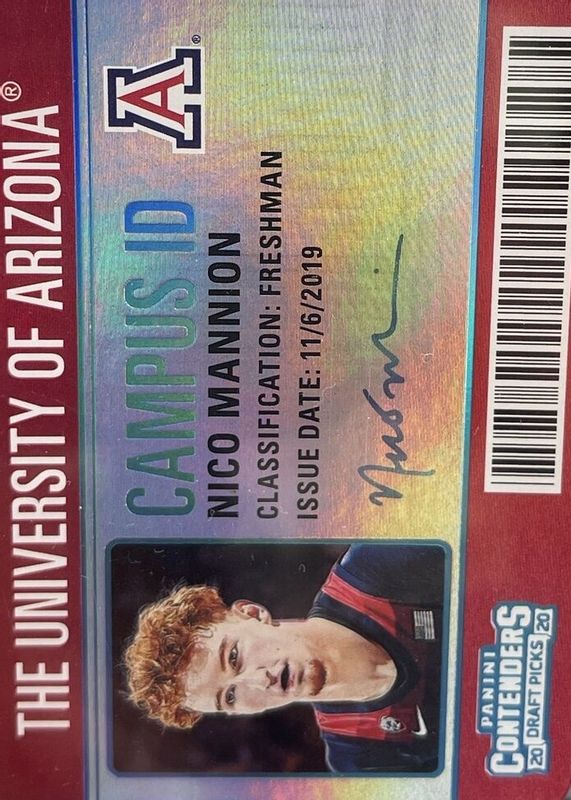 THE UNIVERSITY OF ARIZONA®
A®
CAMPUS ID
NICO MANNION
CLASSIFICATION: FRESHMAN
ISSUE DATE: 11/6/2019
PANINI
CONTENDERS
20 DRAFT PICKS 20